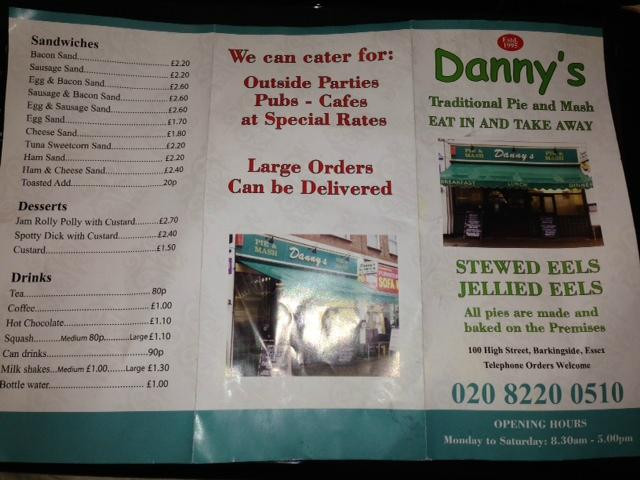 Sandwiches
Bacon Sand........£2.20
Sausage Sand........£2.20
Egg & Bacon Sand........£2.60
Sausage & Bacon Sand........£2.60
Egg & Sausage Sand........£2.60
Egg Sand........£1.70
Cheese Sand........£1.80
Tuna Sweetcorn Sand........£2.20
Ham Sand........£2.20
Ham & Cheese Sand........£2.40
Toasted Add........20p
Desserts
Jam Rolly Polly with Custard........£2.70
Spotty Dick with Custard........£2.40
Custard........£1.50
Drinks
Tea........80p
Coffee........£1.00
Hot Chocolate........£1.10
Squash........Medium 80p........Large £1.10
Can drinks........90p
Milk shakes...Medium £1.00.......Large £1.30
Bottle water........£1.00
We can cater for:
Outside Parties
Pubs - Cafes
at Special Rates
Large Orders
Can be Delivered
PIE & MASH
Danny's
SOFA
Estd. 1995
Danny's
Traditional Pie and Mash
EAT IN AND TAKE AWAY
PIE & MASH
Danny's
BREAKFAST LUNCH DINNER
STEWED EELS
JELLIED EELS
All pies are made and
baked on the Premises
100 High Street, Barkingside, Essex
Telephone Orders Welcome
020 8220 0510
OPENING HOURS
Monday to Saturday: 8.30am - 5.00pm